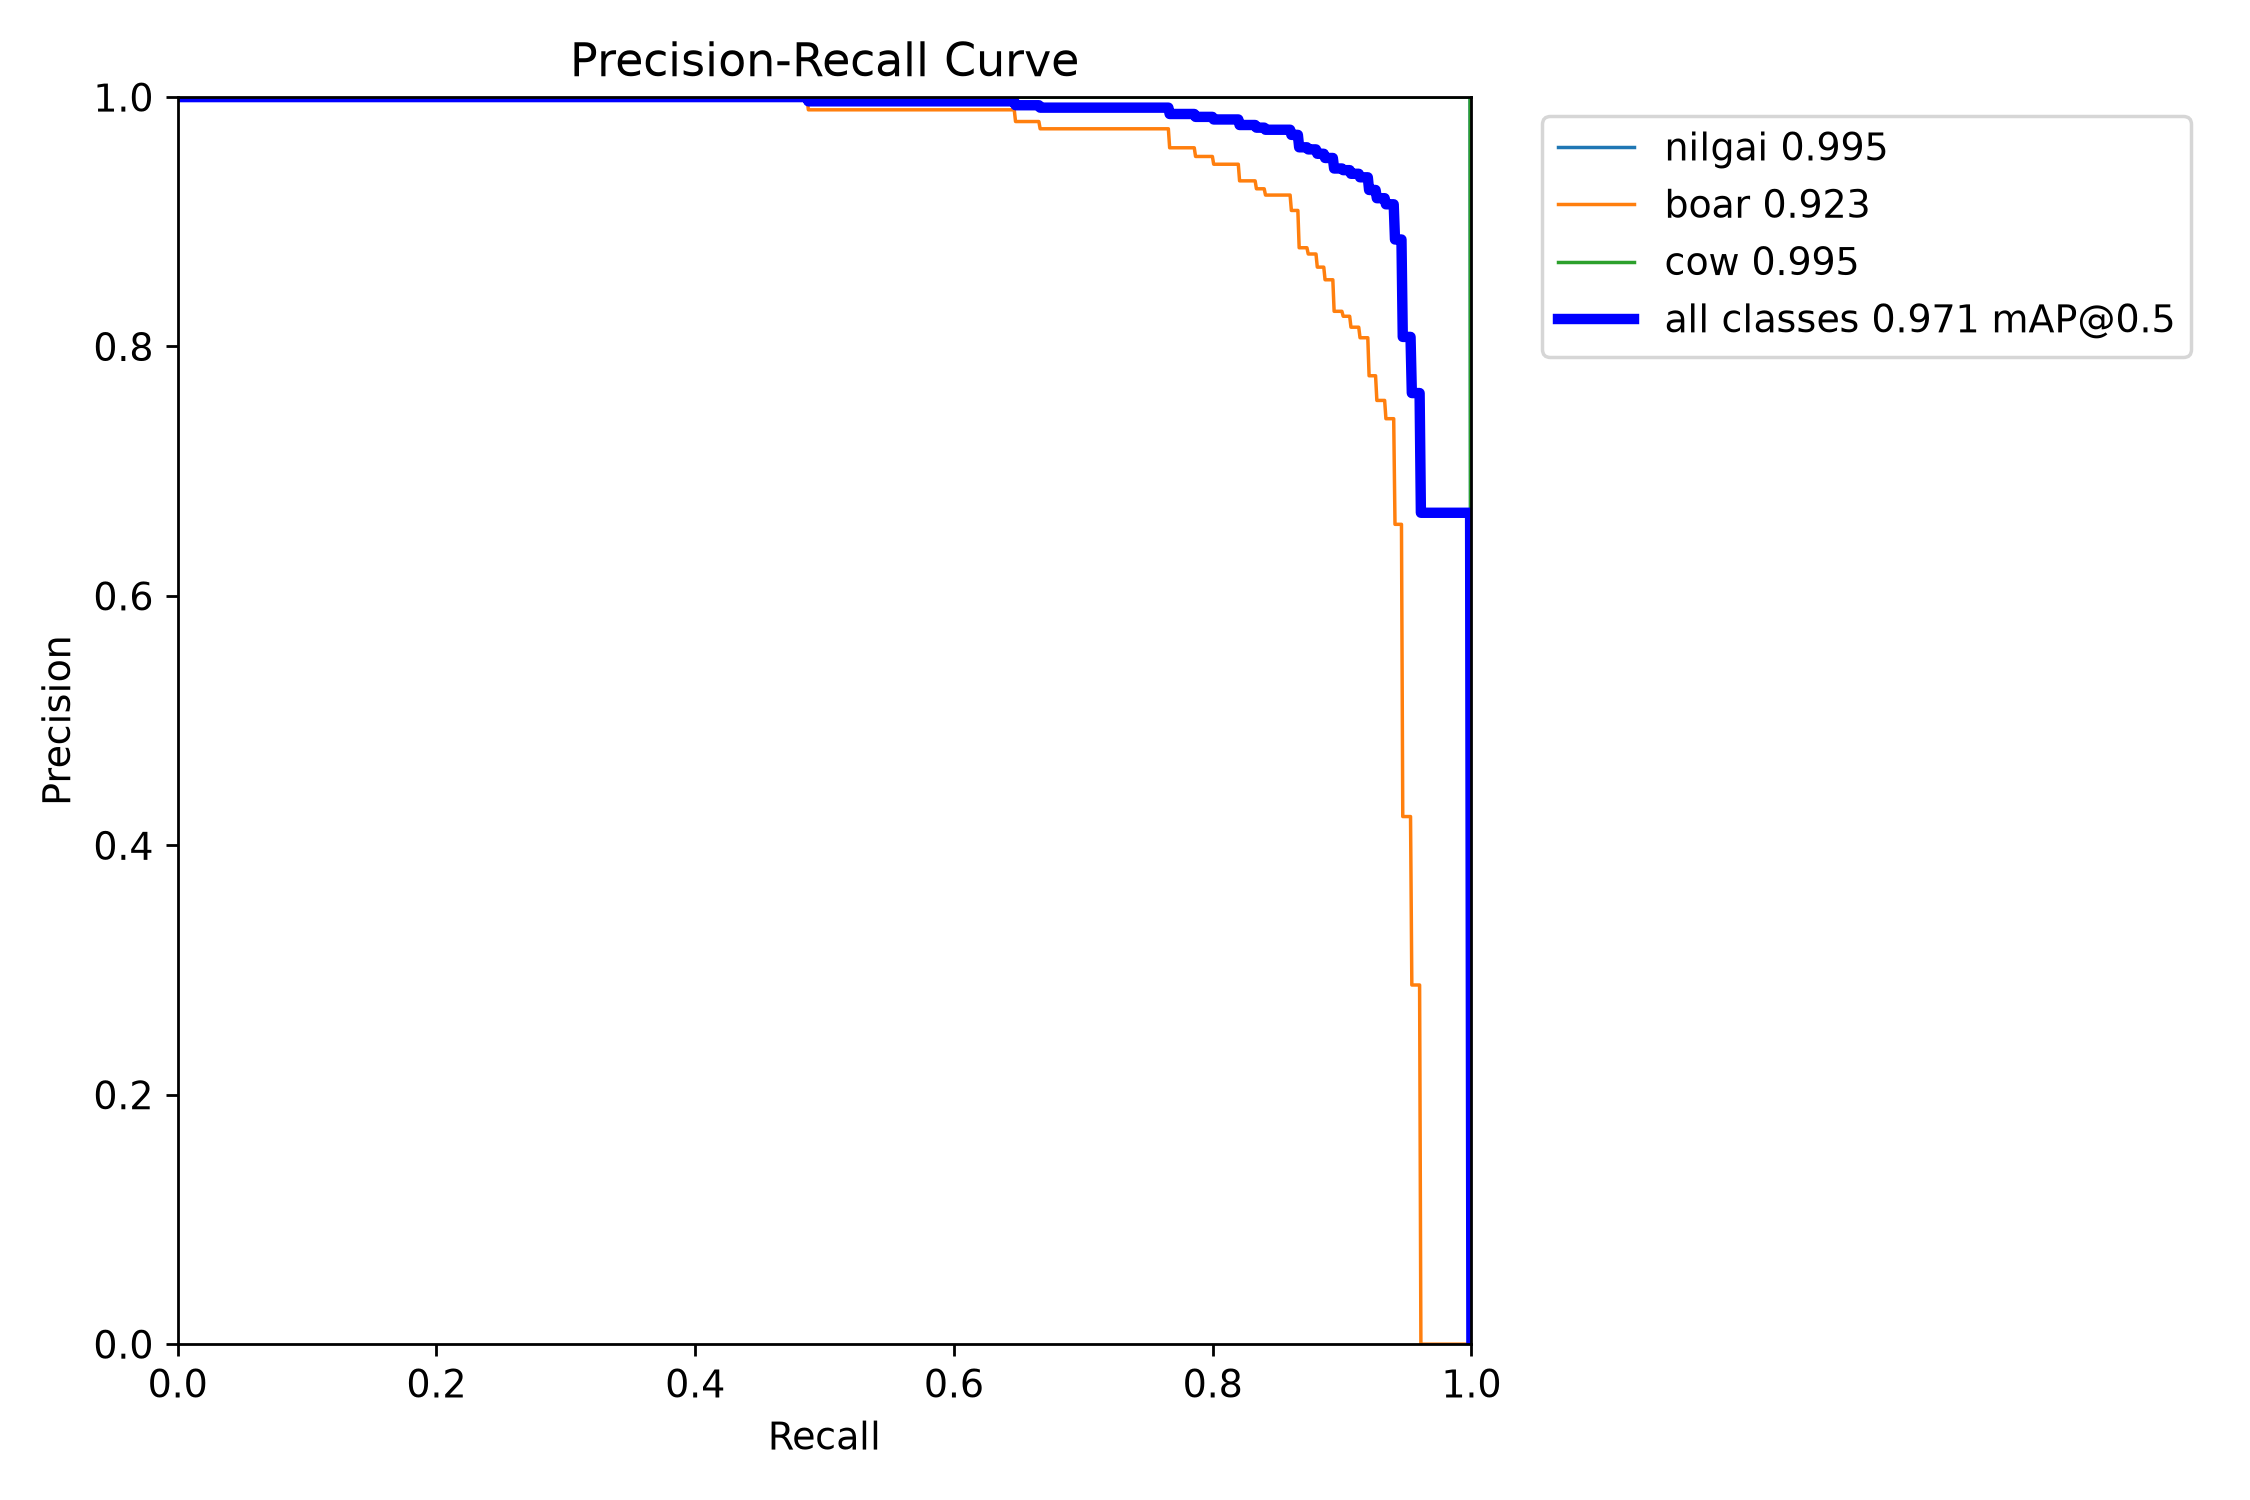 Precision-Recall Curve
1.0
0.8
0.6
0.4
0.2
0.0
Precision
0.0 0.2 0.4 0.6 0.8 1.0
Recall
nilgai 0.995
boar 0.923
cow 0.995
all classes 0.971 mAP@0.5